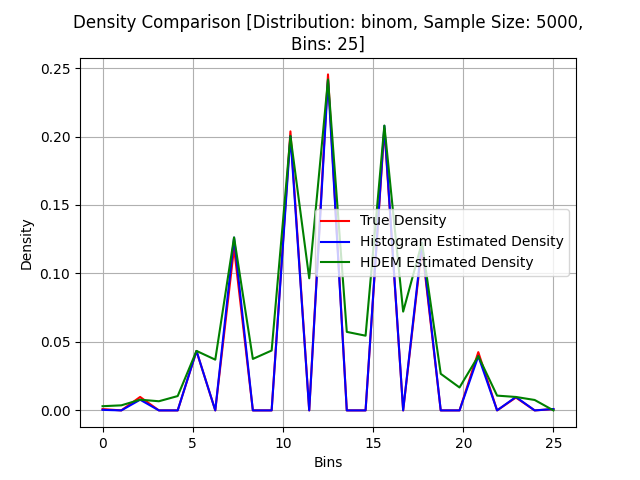 Density Comparison [Distribution: binom, Sample Size: 5000,
Bins: 25]
Density
0.25
0.20
0.15
0.10
0.05
0.00
True Density
Histogram Estimated Density
HDEM Estimated Density
0 5 10 15 20 25
Bins